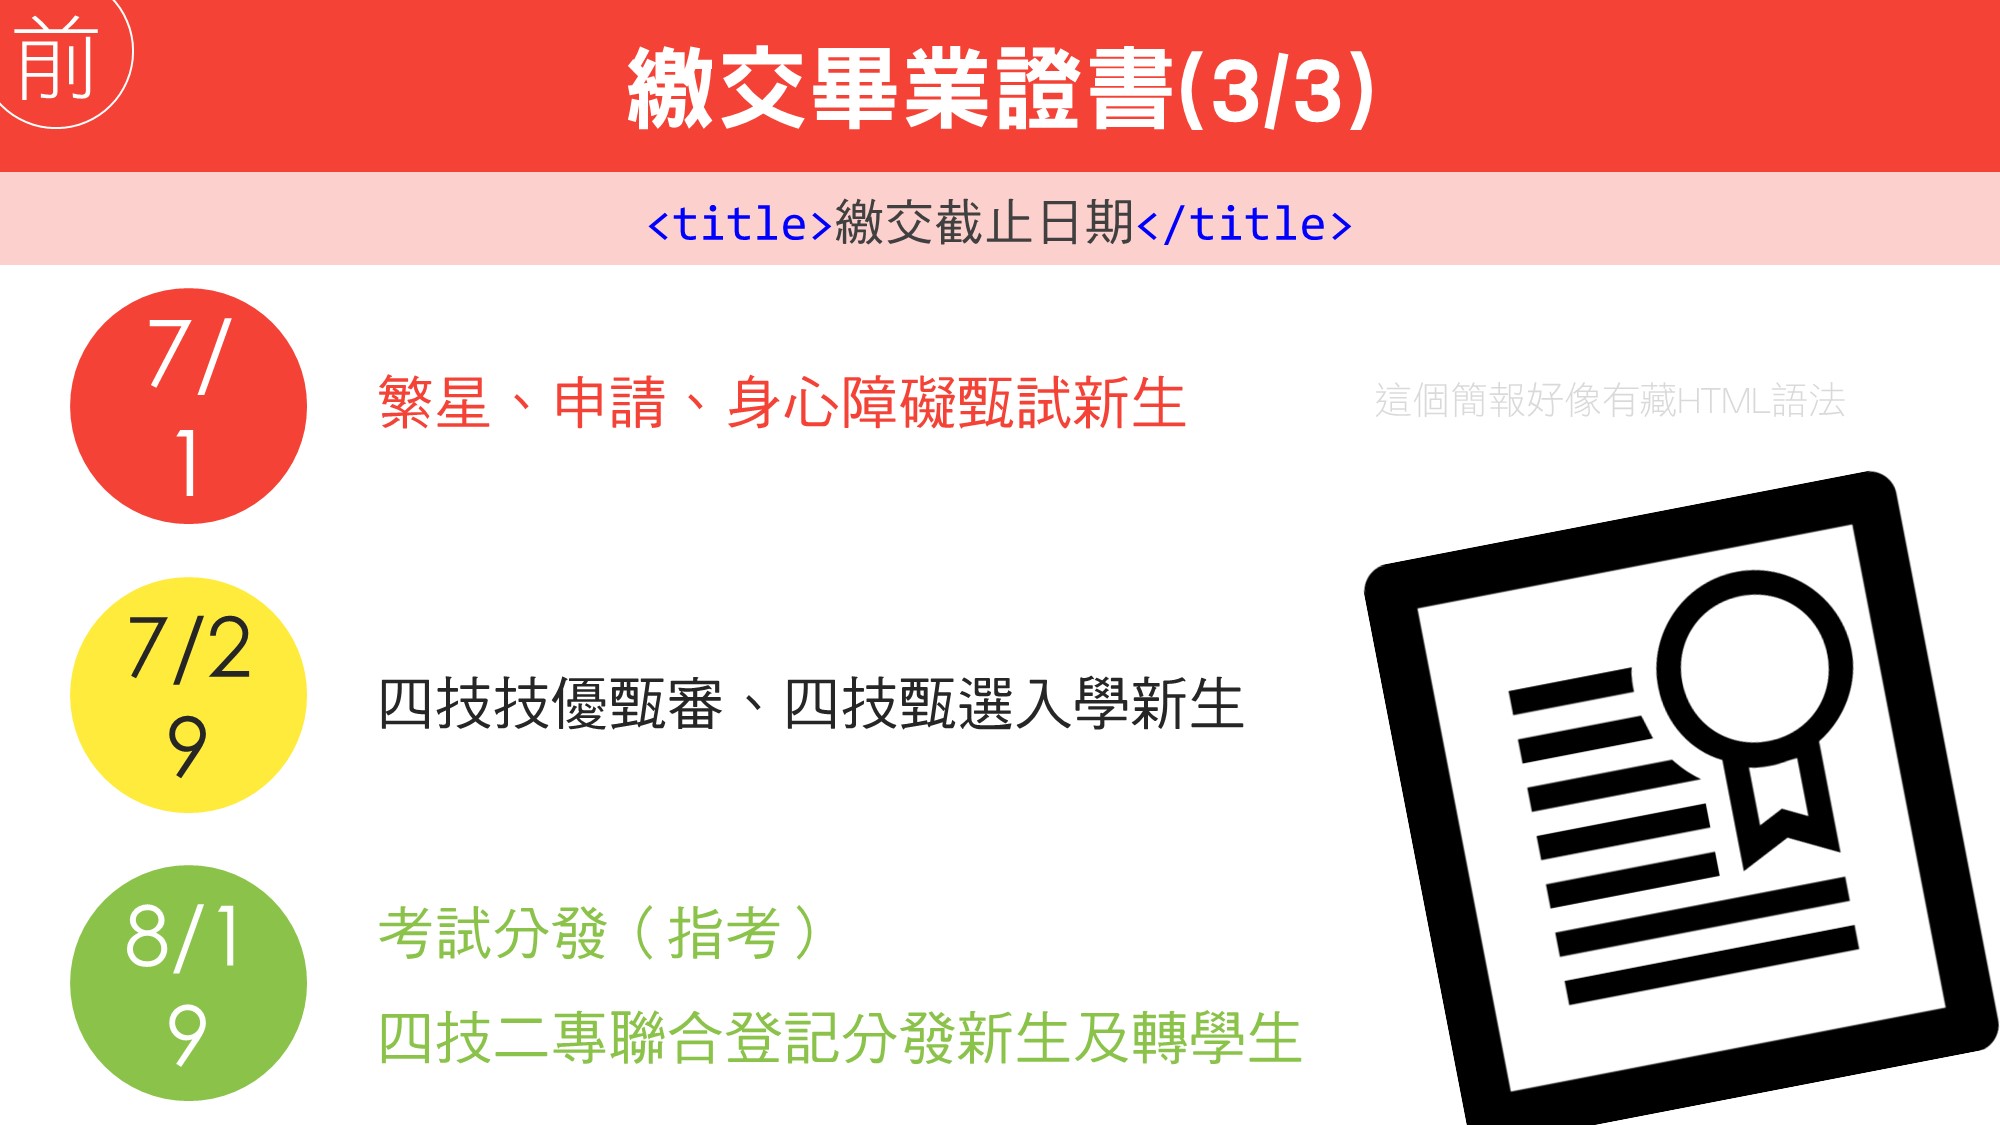 前
繳交畢業證書(3/3)
<title>繳交截止日期</title>
7/
1
繁星、申請、身心障礙甄試新生
這個簡報好像有藏HTML語法
7/2
9
四技技優甄審、四技甄選入學新生
8/1
9
考試分發（指考）
四技二專聯合登記分發新生及轉學生